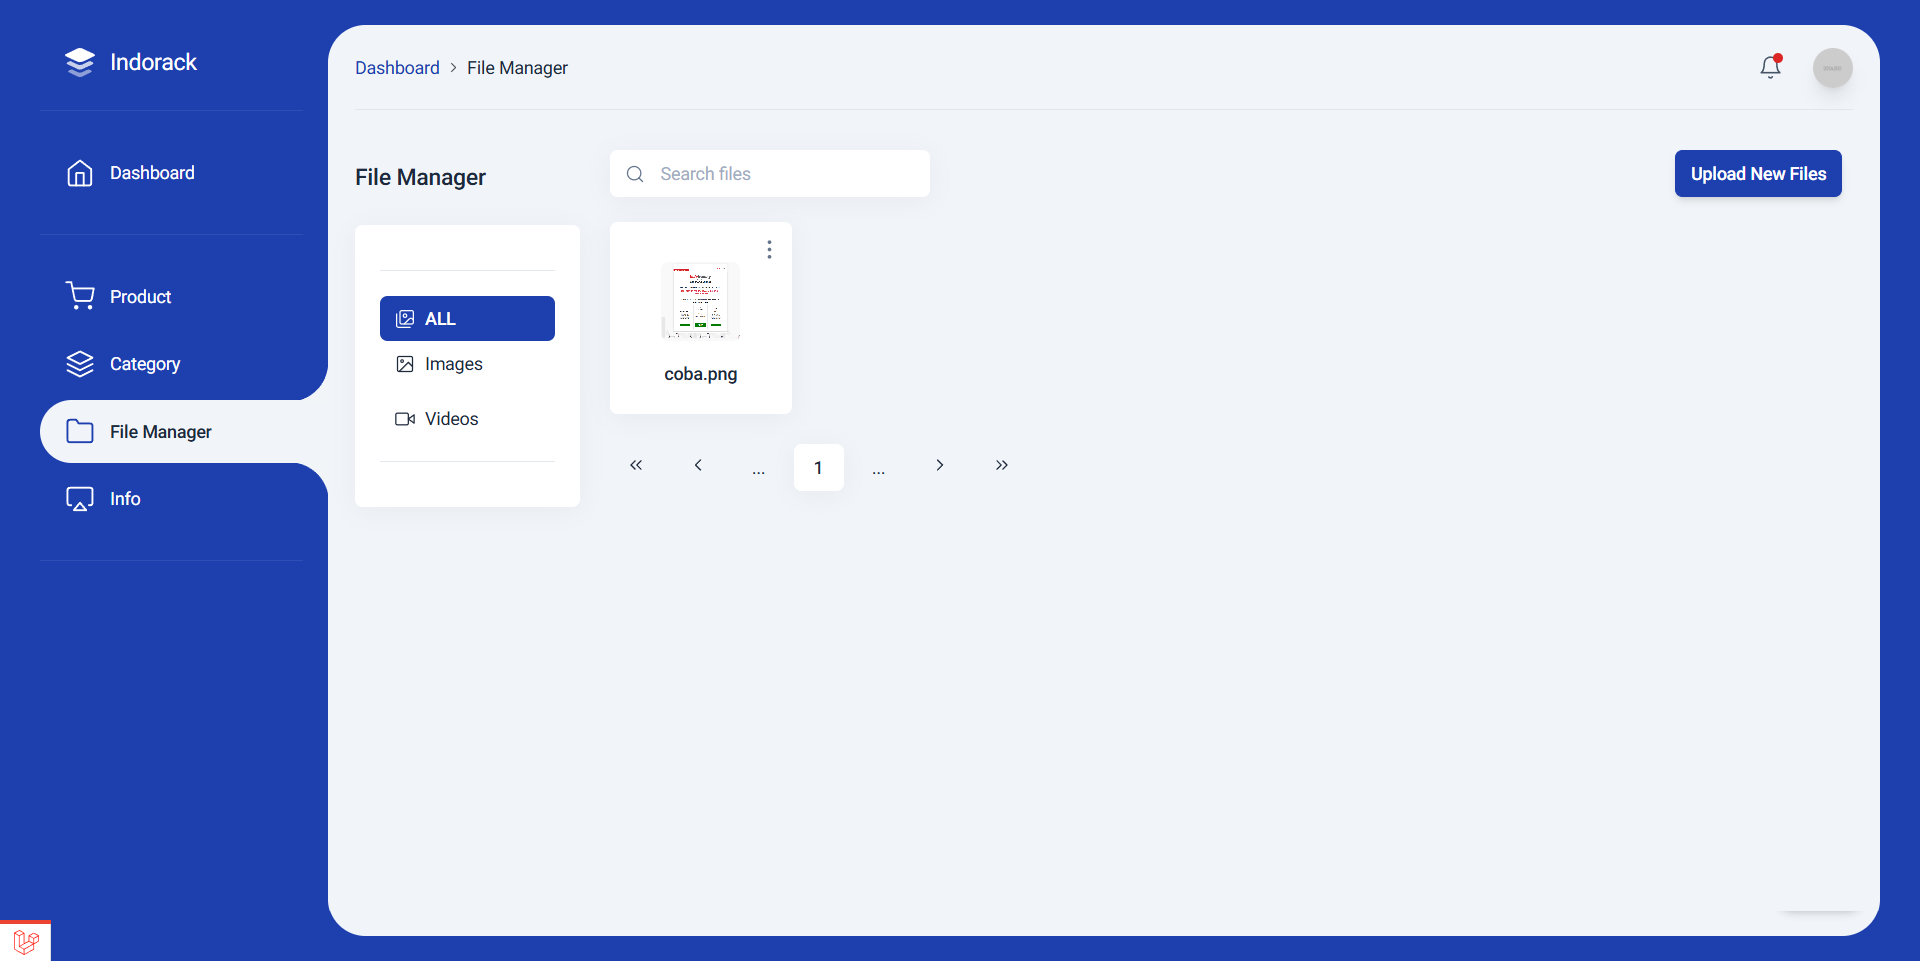 Indorack
Dashboard
Product
Category
File Manager
Info
Dashboard > File Manager
File Manager
Search files
Upload New Files
ALL
Images
Videos
coba.png
... 1 ...